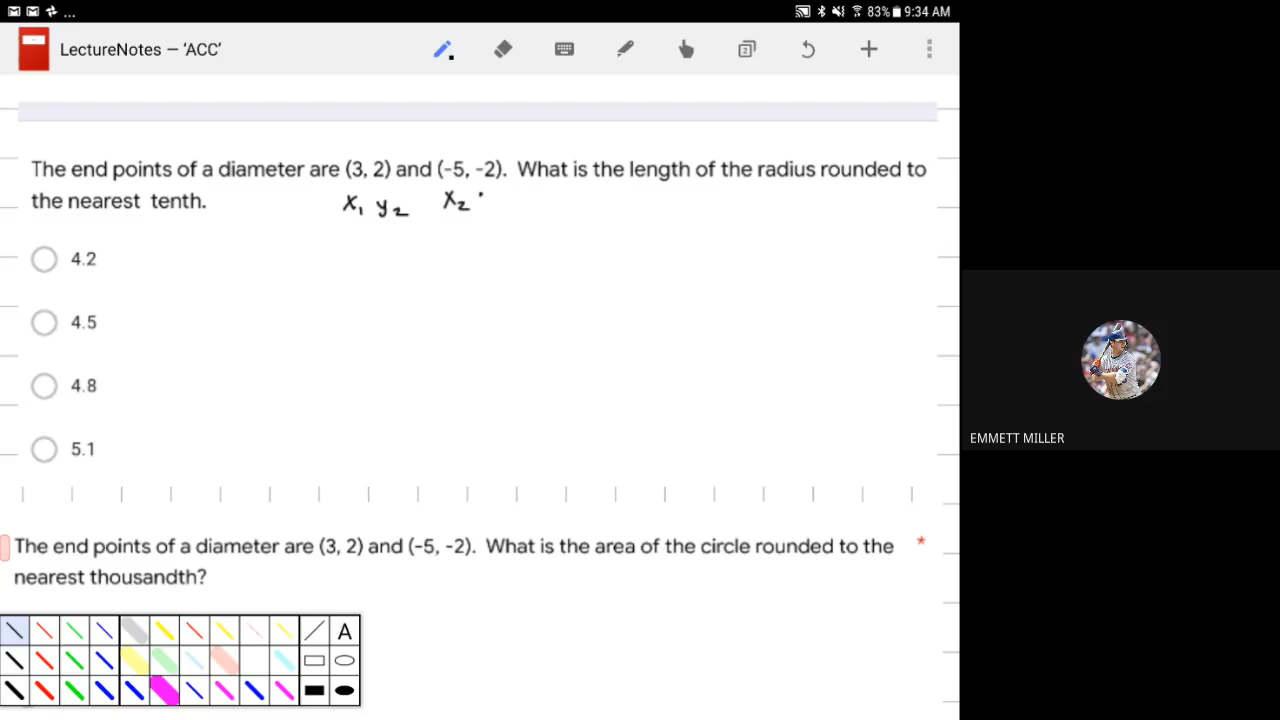 ... 83% 9:34 AM
LectureNotes — ‘ACC’
2
The end points of a diameter are (3, 2) and (-5, -2). What is the length of the radius rounded to
the nearest tenth.
x₁ y₂ x₂
4.2
4.5
4.8
5.1
The end points of a diameter are (3, 2) and (-5, -2). What is the area of the circle rounded to the *
nearest thousandth?
A
EMMETT MILLER